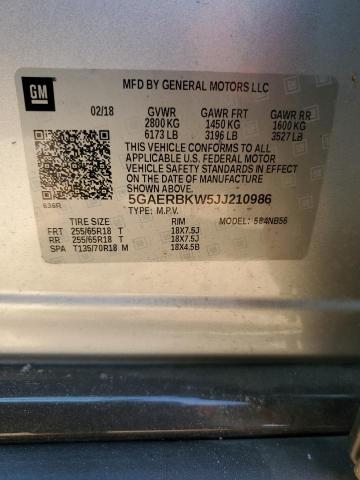 GM
MFD BY GENERAL MOTORS LLC
02/18 GVWR GAWR FRT GAWR RR
2800 KG 1450 KG 1600 KG
6173 LB 3196 LB 3527 LB
THIS VEHICLE CONFORMS TO ALL
APPLICABLE U.S. FEDERAL MOTOR
VEHICLE SAFETY STANDARDS IN EFFECT ON
THE DATE OF MANUFACTURE SHOWN ABOVE.
5GAERBKW5JJ210986
TYPE: M.P.V. MODEL: 584NB56
636R
TIRE SIZE RIM
FRT 255/65R18 T 18X7.5J
RR 255/65R18 T 18X7.5J
SPA T135/70R18 M 18X4.5B